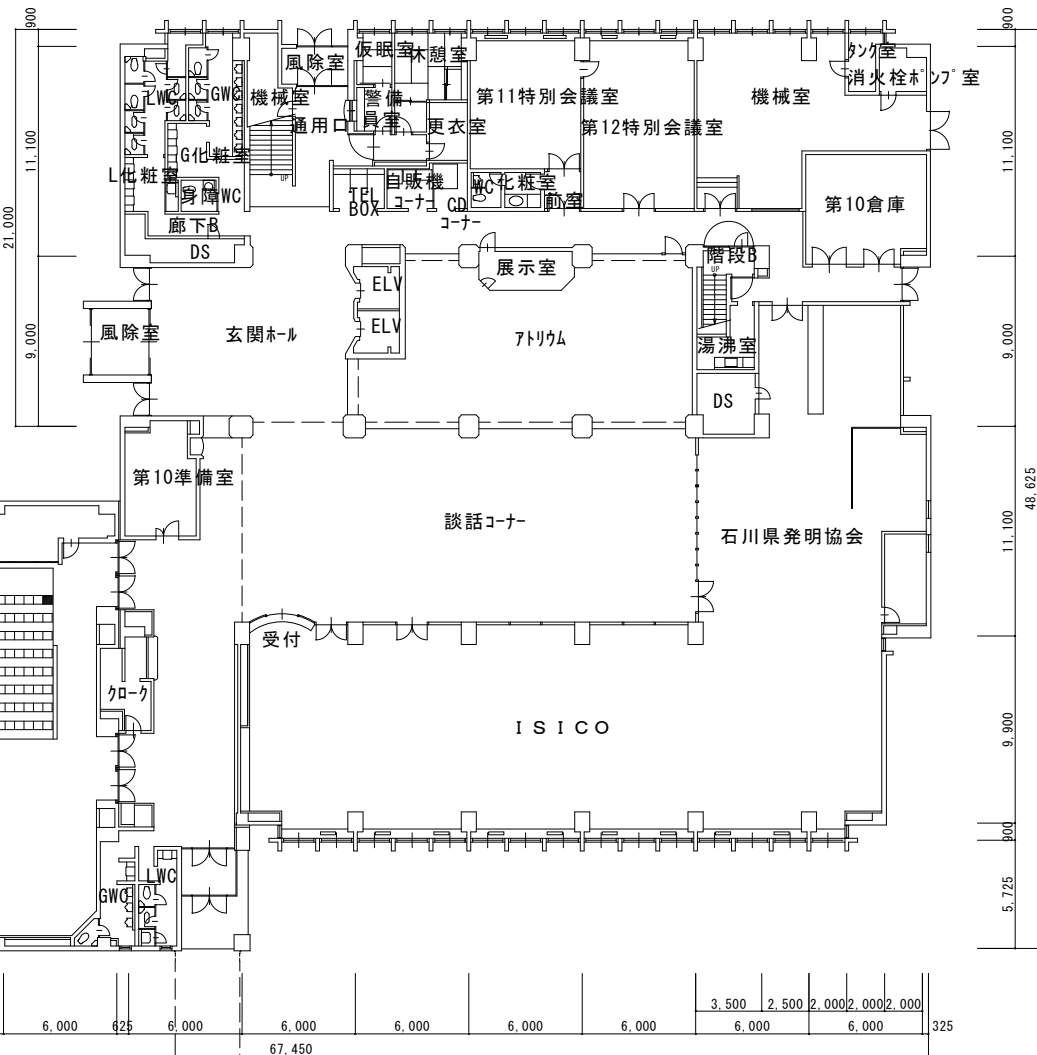 900
900
仮眠室
休憩室
タンク室
風除室
消火栓ポンプ室
LWC
GWC
機械室
警備
員室
第11特別会議室
機械室
通用口
更衣室
第12特別会議室
11,100
11,100
G化粧室
L化粧室
自販機
コーナー
WC
化粧室
身障WC
TEL
BOX
CD
コーナー
前室
第10倉庫
UP
21,000
廊下B
DS
階段B
UP
展示室
ELV
ELV
風除室
玄関ホール
アトリウム
湯沸室
9,000
9,000
DS
第10準備室
48,625
談話コーナー
石川県発明協会
11,100
受付
クローク
ＩＳＩＣＯ
9,900
900
LWC
GWC
5,725
3,500
2,500
2,000
2,000
2,000
6,000
625
6,000
6,000
6,000
6,000
6,000
6,000
6,000
325
67,450